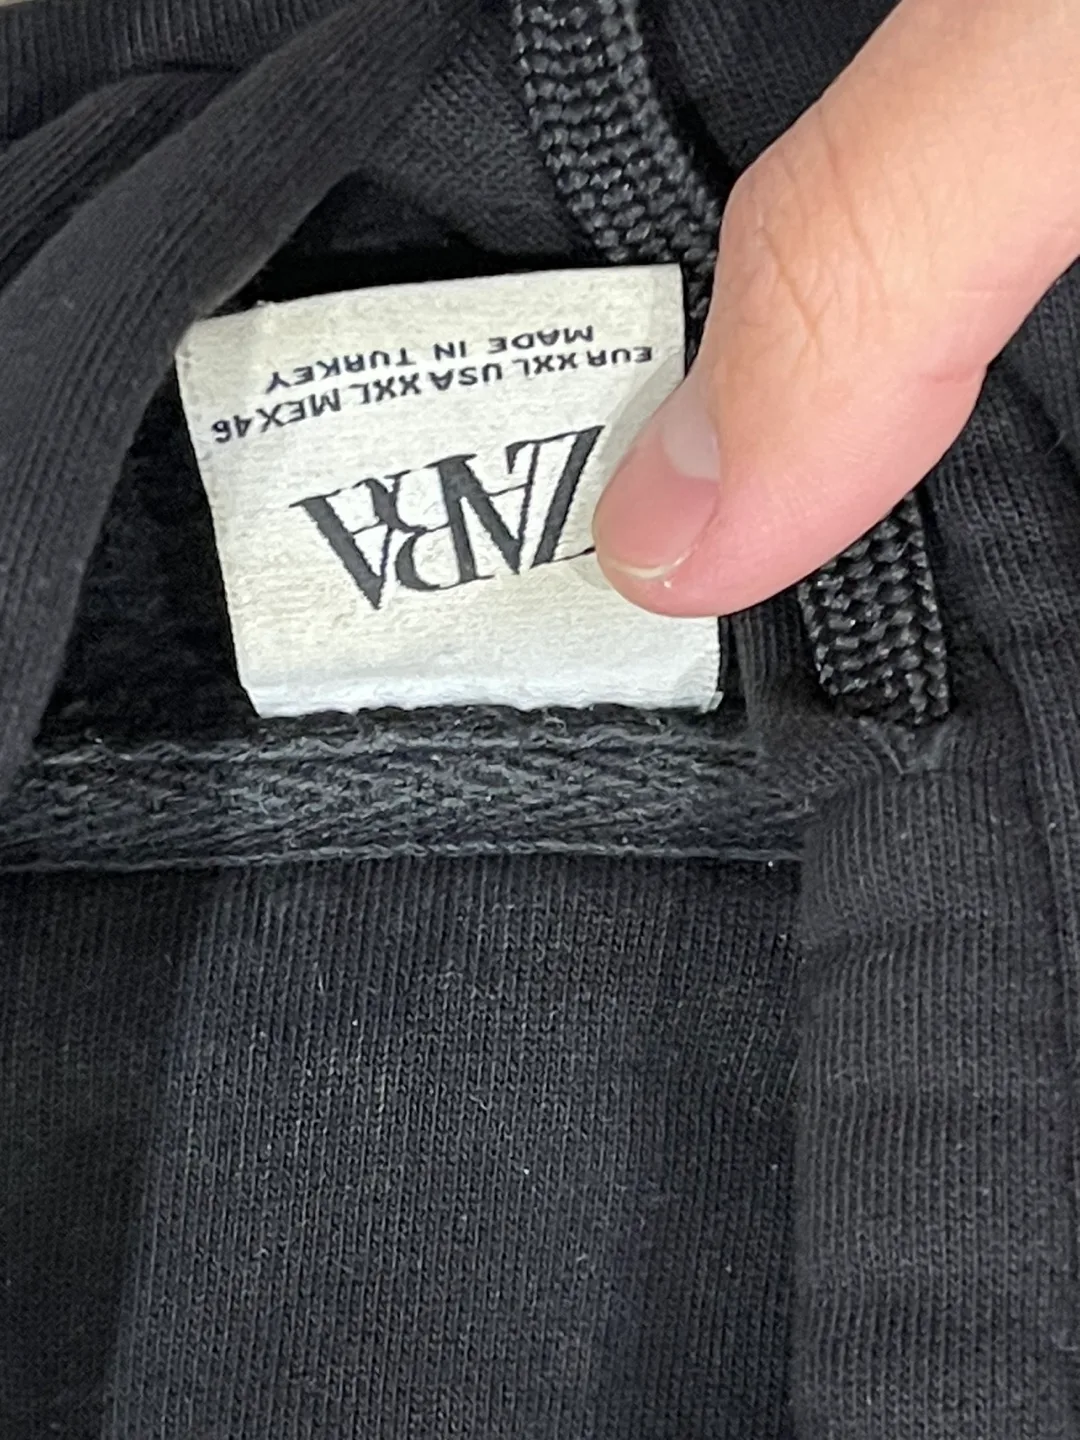 ZARA
EUR XXL USA XXL MEX 46
MADE IN TURKEY